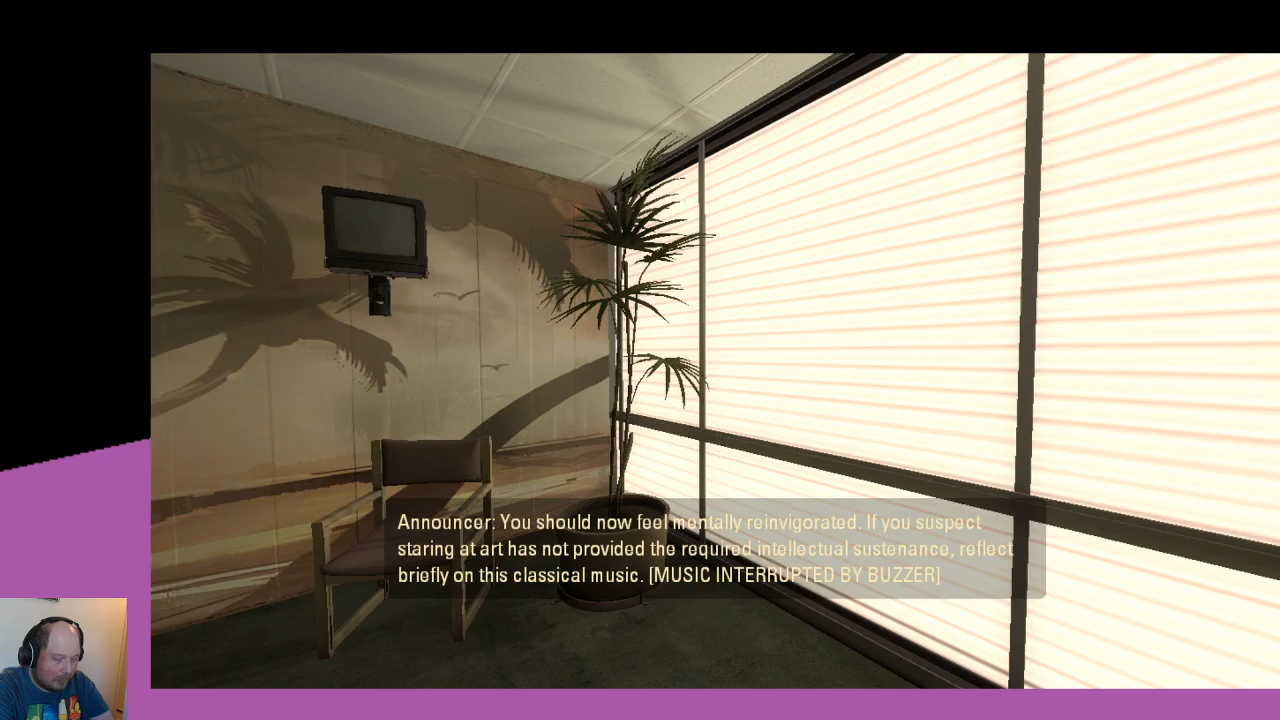 Announcer: You should now feel mentally reinvigorated. If you suspect
staring at art has not provided the required intellectual sustenance, reflect
briefly on this classical music. [MUSIC INTERRUPTED BY BUZZER]